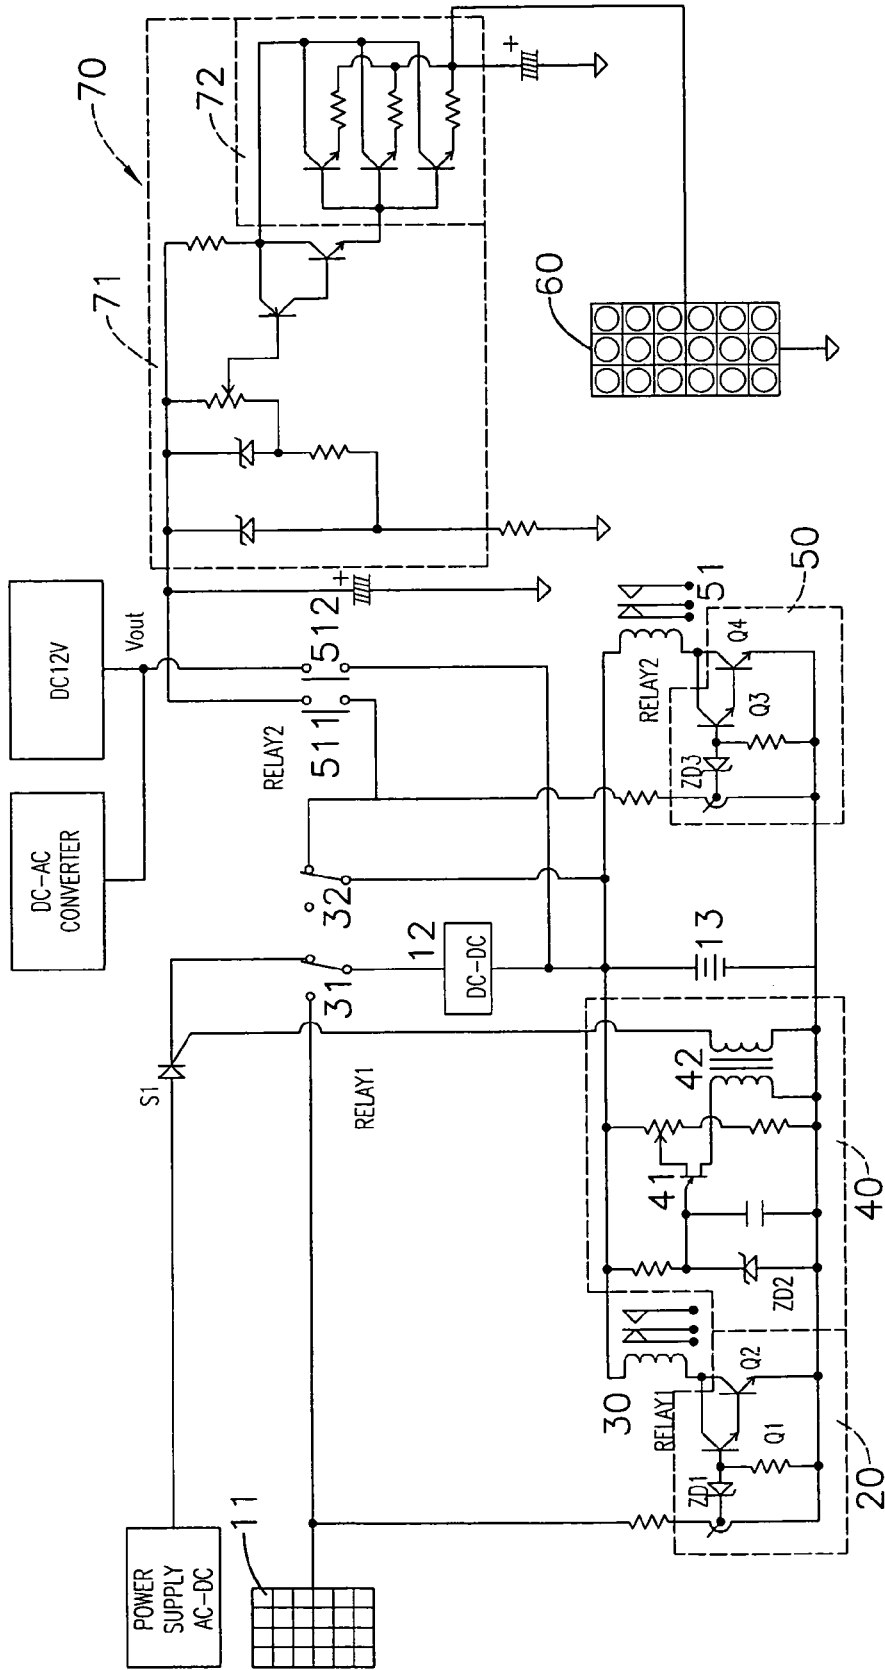 POWER
SUPPLY
AC-DC
11
S1
RELAY1
31
32
12
DC-DC
DC-AC
CONVERTER
DC12V
Vout
RELAY2
511
512
+
70
71
72
+
60
30
RELAY1
ZD1
Q1
Q2
20
ZD2
41
42
40
13
RELAY2
51
ZD3
Q3
Q4
50